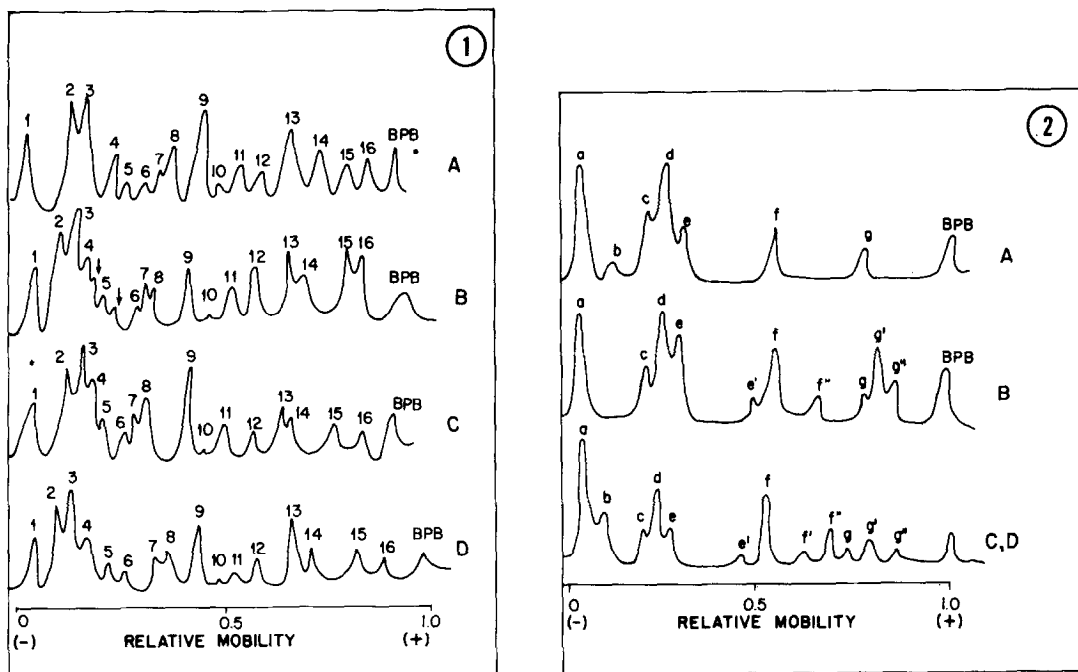 1
1 2 3 4 5 6 7 8 9 10 11 12 13 14 15 16 BPB
A
1 2 3 4 5 6 7 8 9 10 11 12 13 14 15 16 BPB
B
1 2 3 4 5 6 7 8 9 10 11 12 13 14 15 16 BPB
C
1 2 3 4 5 6 7 8 9 10 11 12 13 14 15 16 BPB
D
0 0.5 1.0
(-) RELATIVE MOBILITY (+)
2
a b c d e f g BPB
A
a c d e e' f f" g g' g" BPB
B
a b c d e e' f f' f" g g' g"
C,D
0 0.5 1.0
(-) RELATIVE MOBILITY (+)